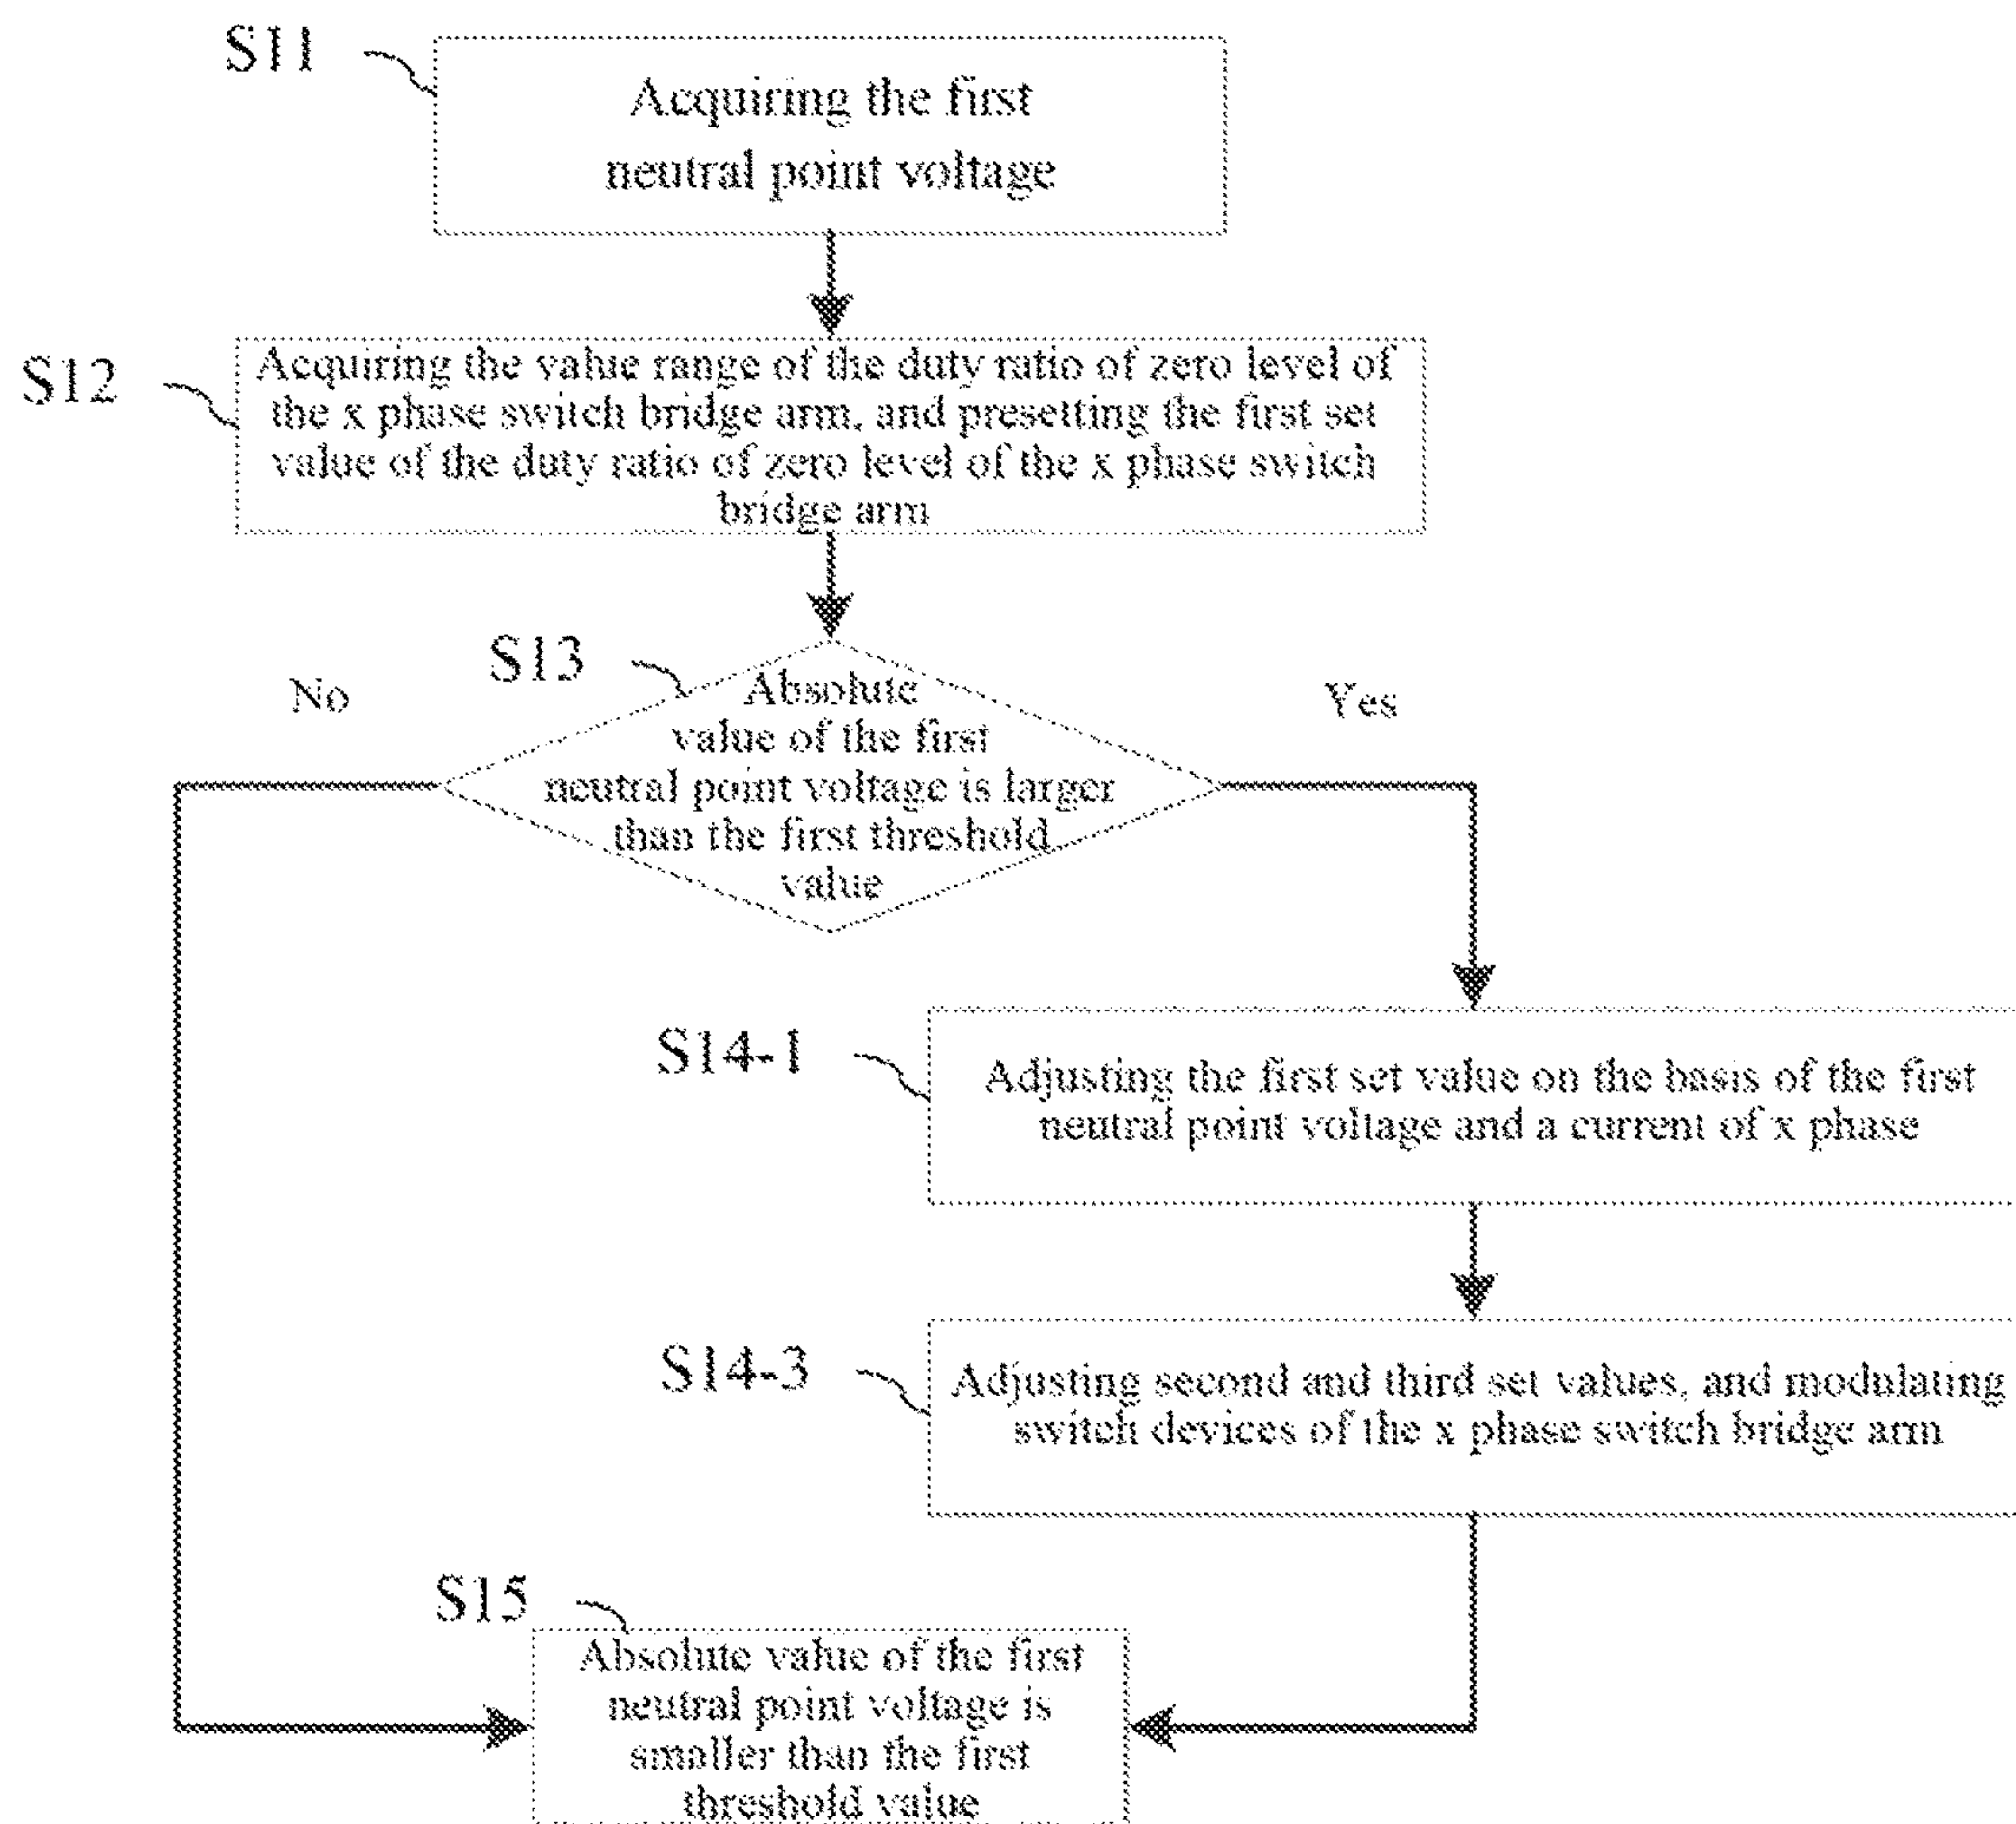 S11
Acquiring the first
neutral point voltage
S12
Acquiring the value range of the duty ratio of zero level of
the x phase switch bridge arm, and presetting the first set
value of the duty ratio of zero level of the x phase switch
bridge arm
S13
No
Yes
Absolute
value of the first
neutral point voltage is larger
than the first threshold
value
S14-1
Adjusting the first set value on the basis of the first
neutral point voltage and a current of x phase
S14-3
Adjusting second and third set values, and modulating
switch devices of the x phase switch bridge arm
S15
Absolute value of the first
neutral point voltage is
smaller than the first
threshold value